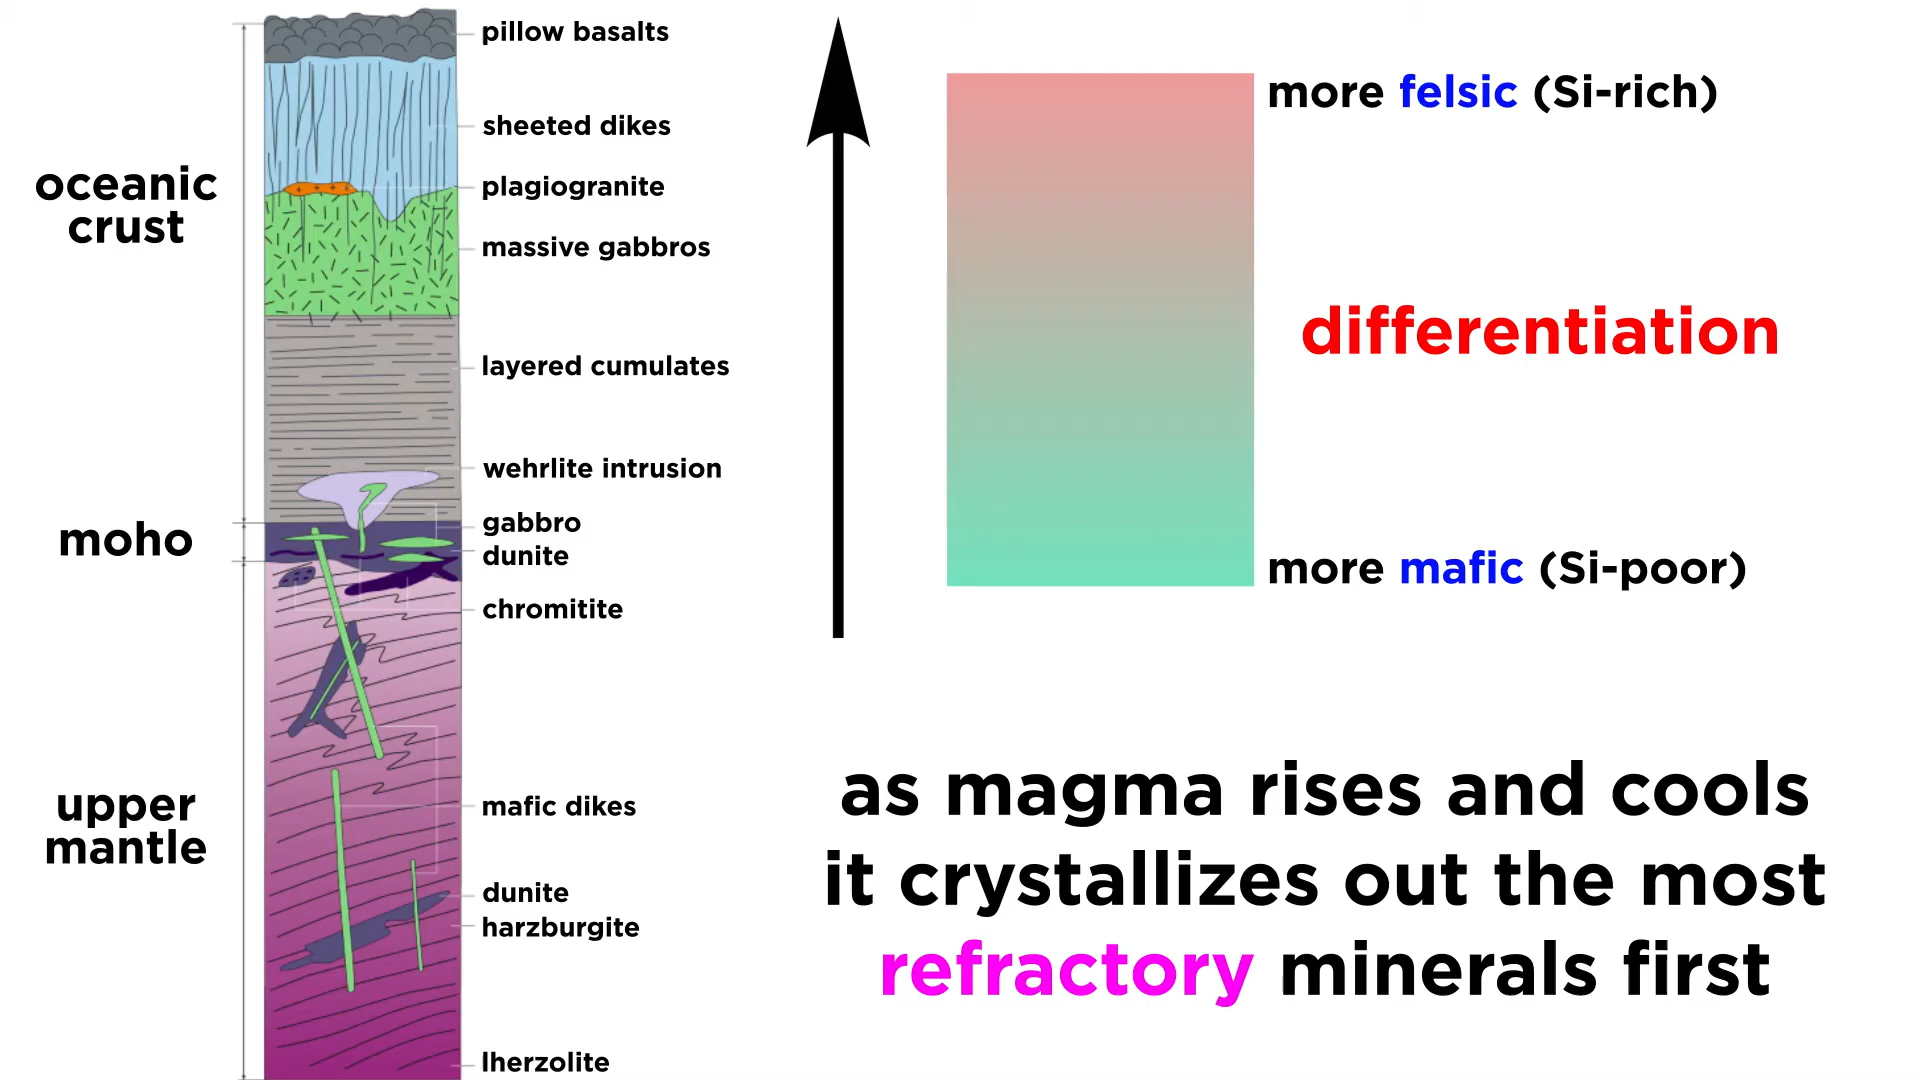 oceanic
crust
moho
upper
mantle
pillow basalts
sheeted dikes
plagiogranite
massive gabbros
layered cumulates
wehrlite intrusion
gabbro
dunite
chromitite
mafic dikes
dunite
harzburgite
lherzolite
more felsic (Si-rich)
differentiation
more mafic (Si-poor)
as magma rises and cools
it crystallizes out the most
refractory minerals first